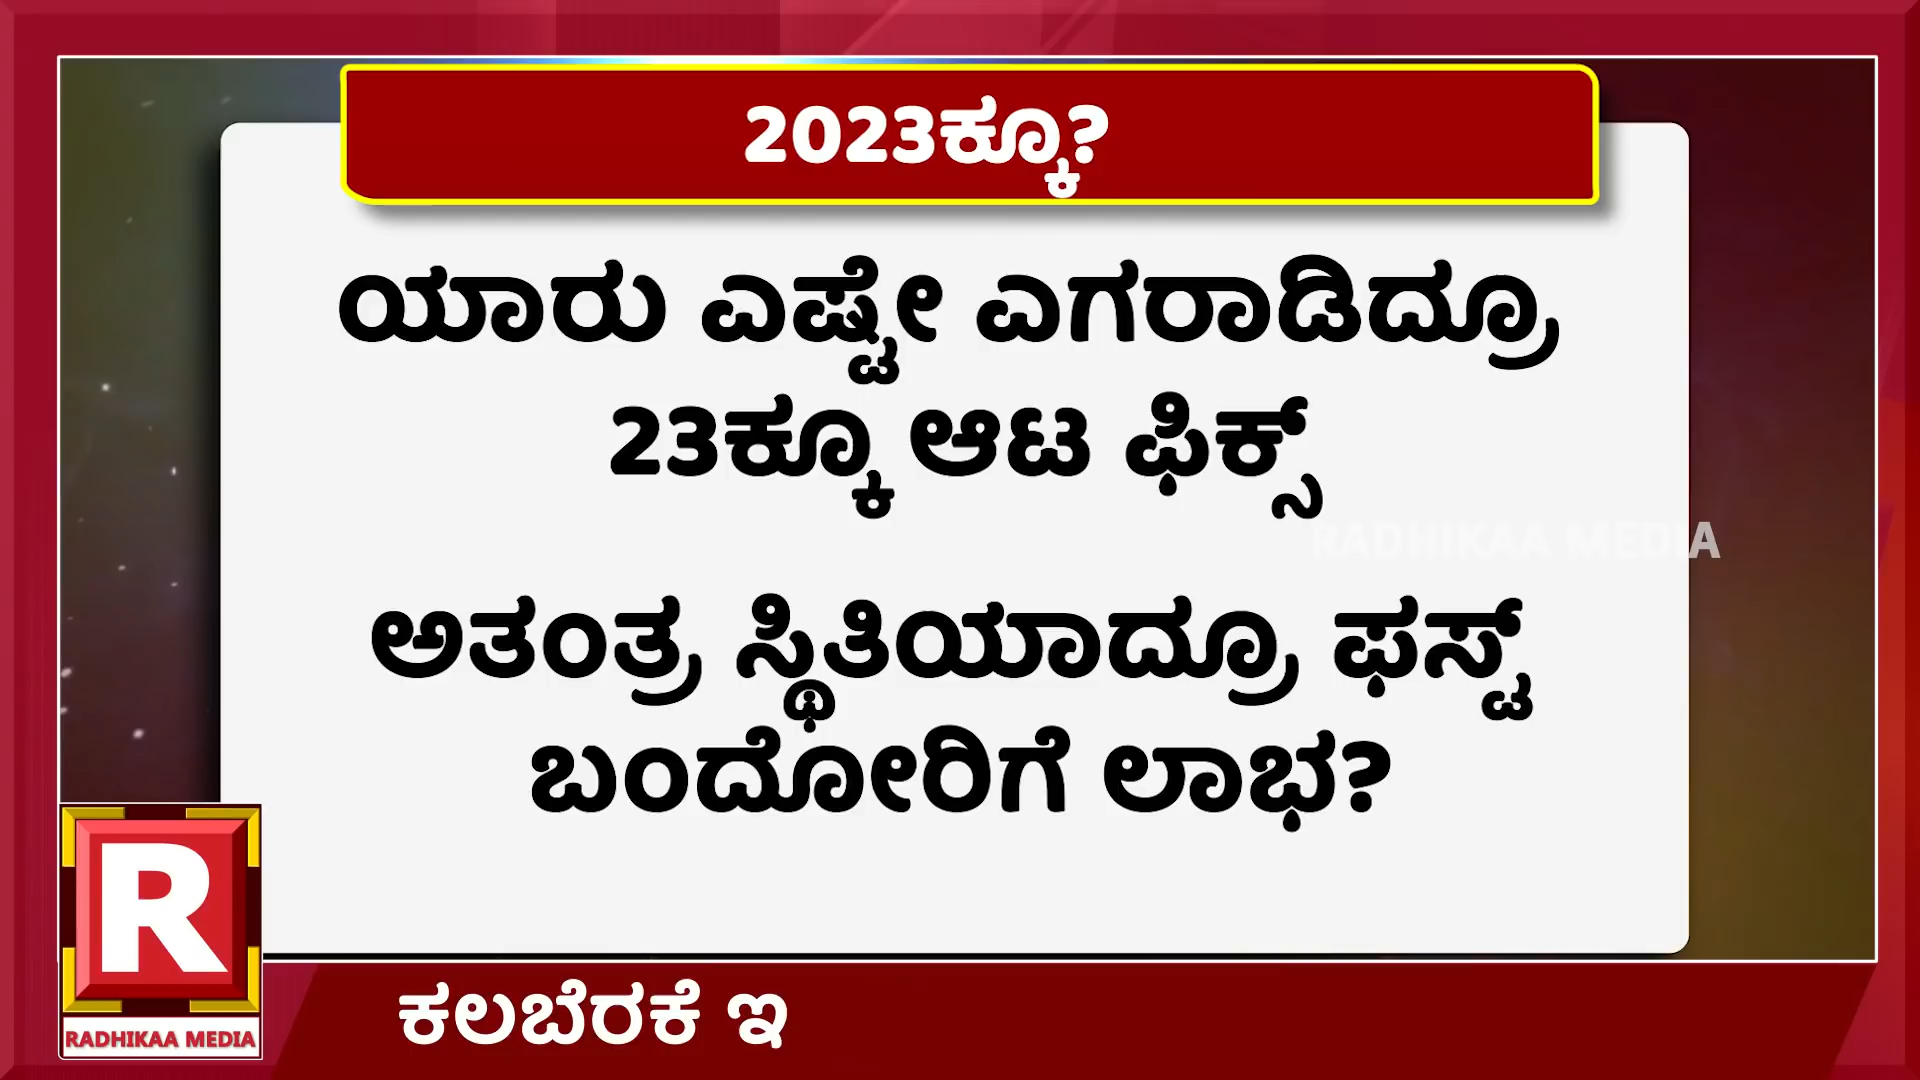 2023ಕ್ಕೂ?
ಯಾರು ಎಷ್ಟೇ ಎಗರಾಡಿದ್ರೂ
23ಕ್ಕೂ ಆಟ ಫಿಕ್ಸ್
RADHIKAA MEDIA
ಅತಂತ್ರ ಸ್ಥಿತಿಯಾದ್ರೂ ಫಸ್ಟ್
ಬಂದೋರಿಗೆ ಲಾಭ?
R
RADHIKAA MEDIA
ಕಲಬೆರಕೆ ಇ